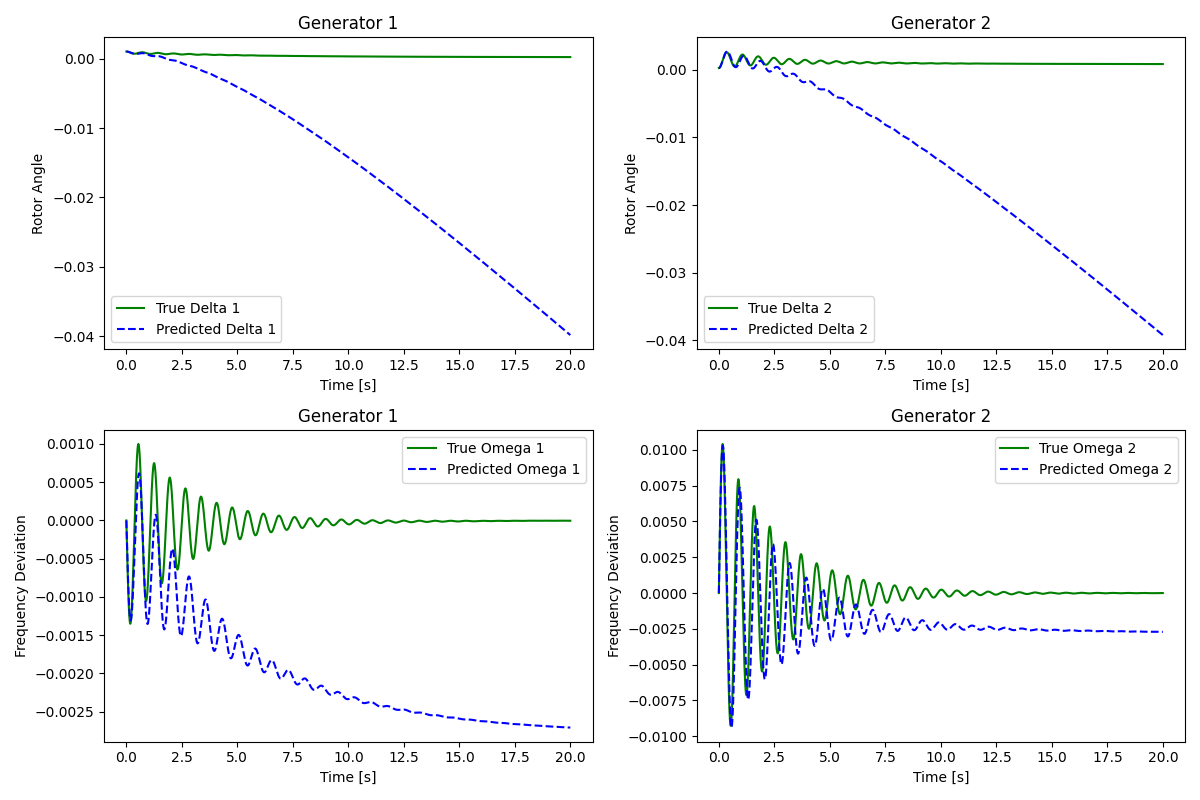 Generator 1
0.00
−0.01
−0.02
−0.03
−0.04
Rotor Angle
True Delta 1
Predicted Delta 1
0.0 2.5 5.0 7.5 10.0 12.5 15.0 17.5 20.0
Time [s]
Generator 2
0.00
−0.01
−0.02
−0.03
−0.04
Rotor Angle
True Delta 2
Predicted Delta 2
0.0 2.5 5.0 7.5 10.0 12.5 15.0 17.5 20.0
Time [s]
Generator 1
0.0010
0.0005
0.0000
−0.0005
−0.0010
−0.0015
−0.0020
−0.0025
Frequency Deviation
True Omega 1
Predicted Omega 1
0.0 2.5 5.0 7.5 10.0 12.5 15.0 17.5 20.0
Time [s]
Generator 2
0.0100
0.0075
0.0050
0.0025
0.0000
−0.0025
−0.0050
−0.0075
−0.0100
Frequency Deviation
True Omega 2
Predicted Omega 2
0.0 2.5 5.0 7.5 10.0 12.5 15.0 17.5 20.0
Time [s]